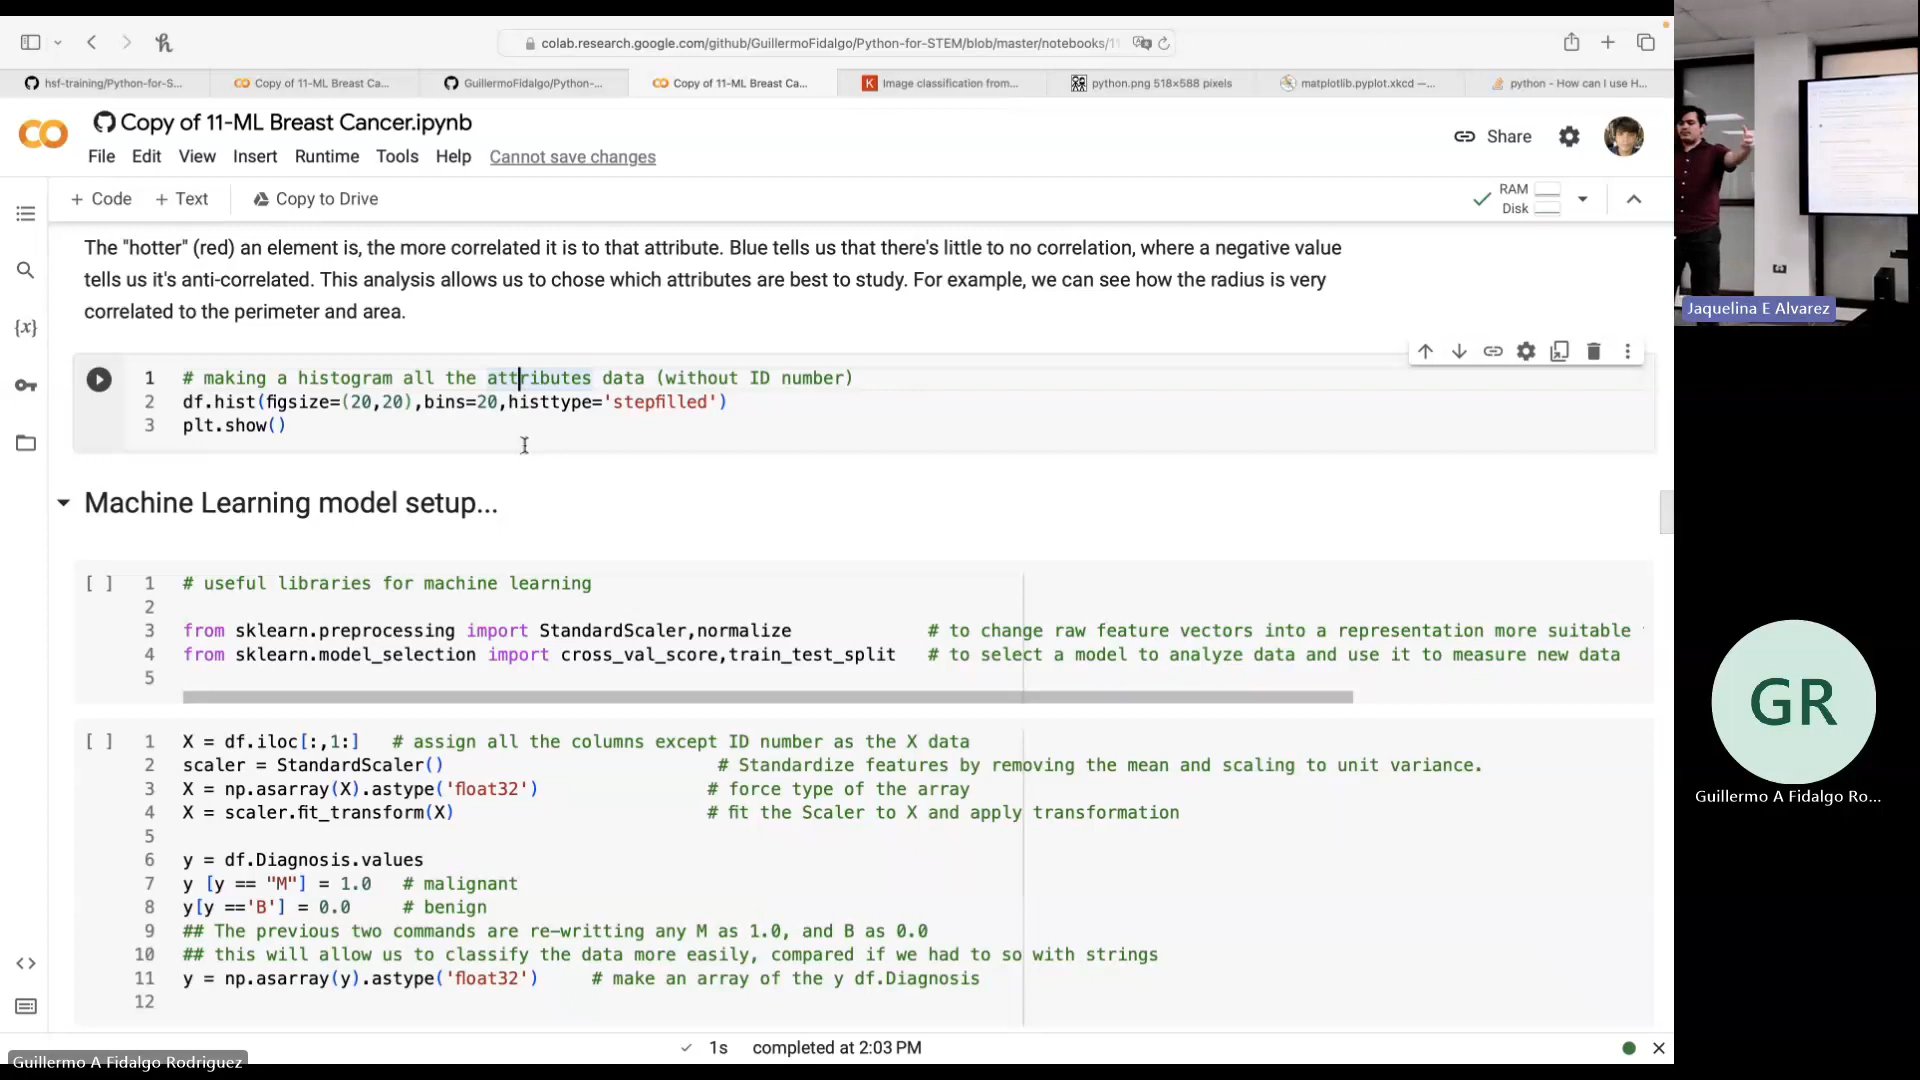 colab.research.google.com/github/GuillermoFidalgo/Python-for-STEM/blob/master/notebooks/1
hsf-training/Python-for-S...
Copy of 11-ML Breast Ca...
GuillermoFidalgo/Python-...
Copy of 11-ML Breast Ca...
Image classification from...
python.png 518×588 pixels
matplotlib.pyplot.xkcd —...
python - How can I use H...
Copy of 11-ML Breast Cancer.ipynb
Share
File Edit View Insert Runtime Tools Help Cannot save changes
+ Code + Text Copy to Drive
RAM
Disk
The "hotter" (red) an element is, the more correlated it is to that attribute. Blue tells us that there's little to no correlation, where a negative value
tells us it's anti-correlated. This analysis allows us to chose which attributes are best to study. For example, we can see how the radius is very
correlated to the perimeter and area.
1 # making a histogram all the attributes data (without ID number)
2 df.hist(figsize=(20,20),bins=20,histtype='stepfilled')
3 plt.show()
Machine Learning model setup...
[ ] 1 # useful libraries for machine learning
2
3 from sklearn.preprocessing import StandardScaler,normalize # to change raw feature vectors into a representation more suitable
4 from sklearn.model_selection import cross_val_score,train_test_split # to select a model to analyze data and use it to measure new data
5
[ ] 1 X = df.iloc[:,1:] # assign all the columns except ID number as the X data
2 scaler = StandardScaler() # Standardize features by removing the mean and scaling to unit variance.
3 X = np.asarray(X).astype('float32') # force type of the array
4 X = scaler.fit_transform(X) # fit the Scaler to X and apply transformation
5
6 y = df.Diagnosis.values
7 y [y == "M"] = 1.0 # malignant
8 y[y =='B'] = 0.0 # benign
9 ## The previous two commands are re-writting any M as 1.0, and B as 0.0
10 ## this will allow us to classify the data more easily, compared if we had to so with strings
11 y = np.asarray(y).astype('float32') # make an array of the y df.Diagnosis
12
1s completed at 2:03 PM
Guillermo A Fidalgo Rodriguez
Jaquelina E Alvarez
GR
Guillermo A Fidalgo Ro...